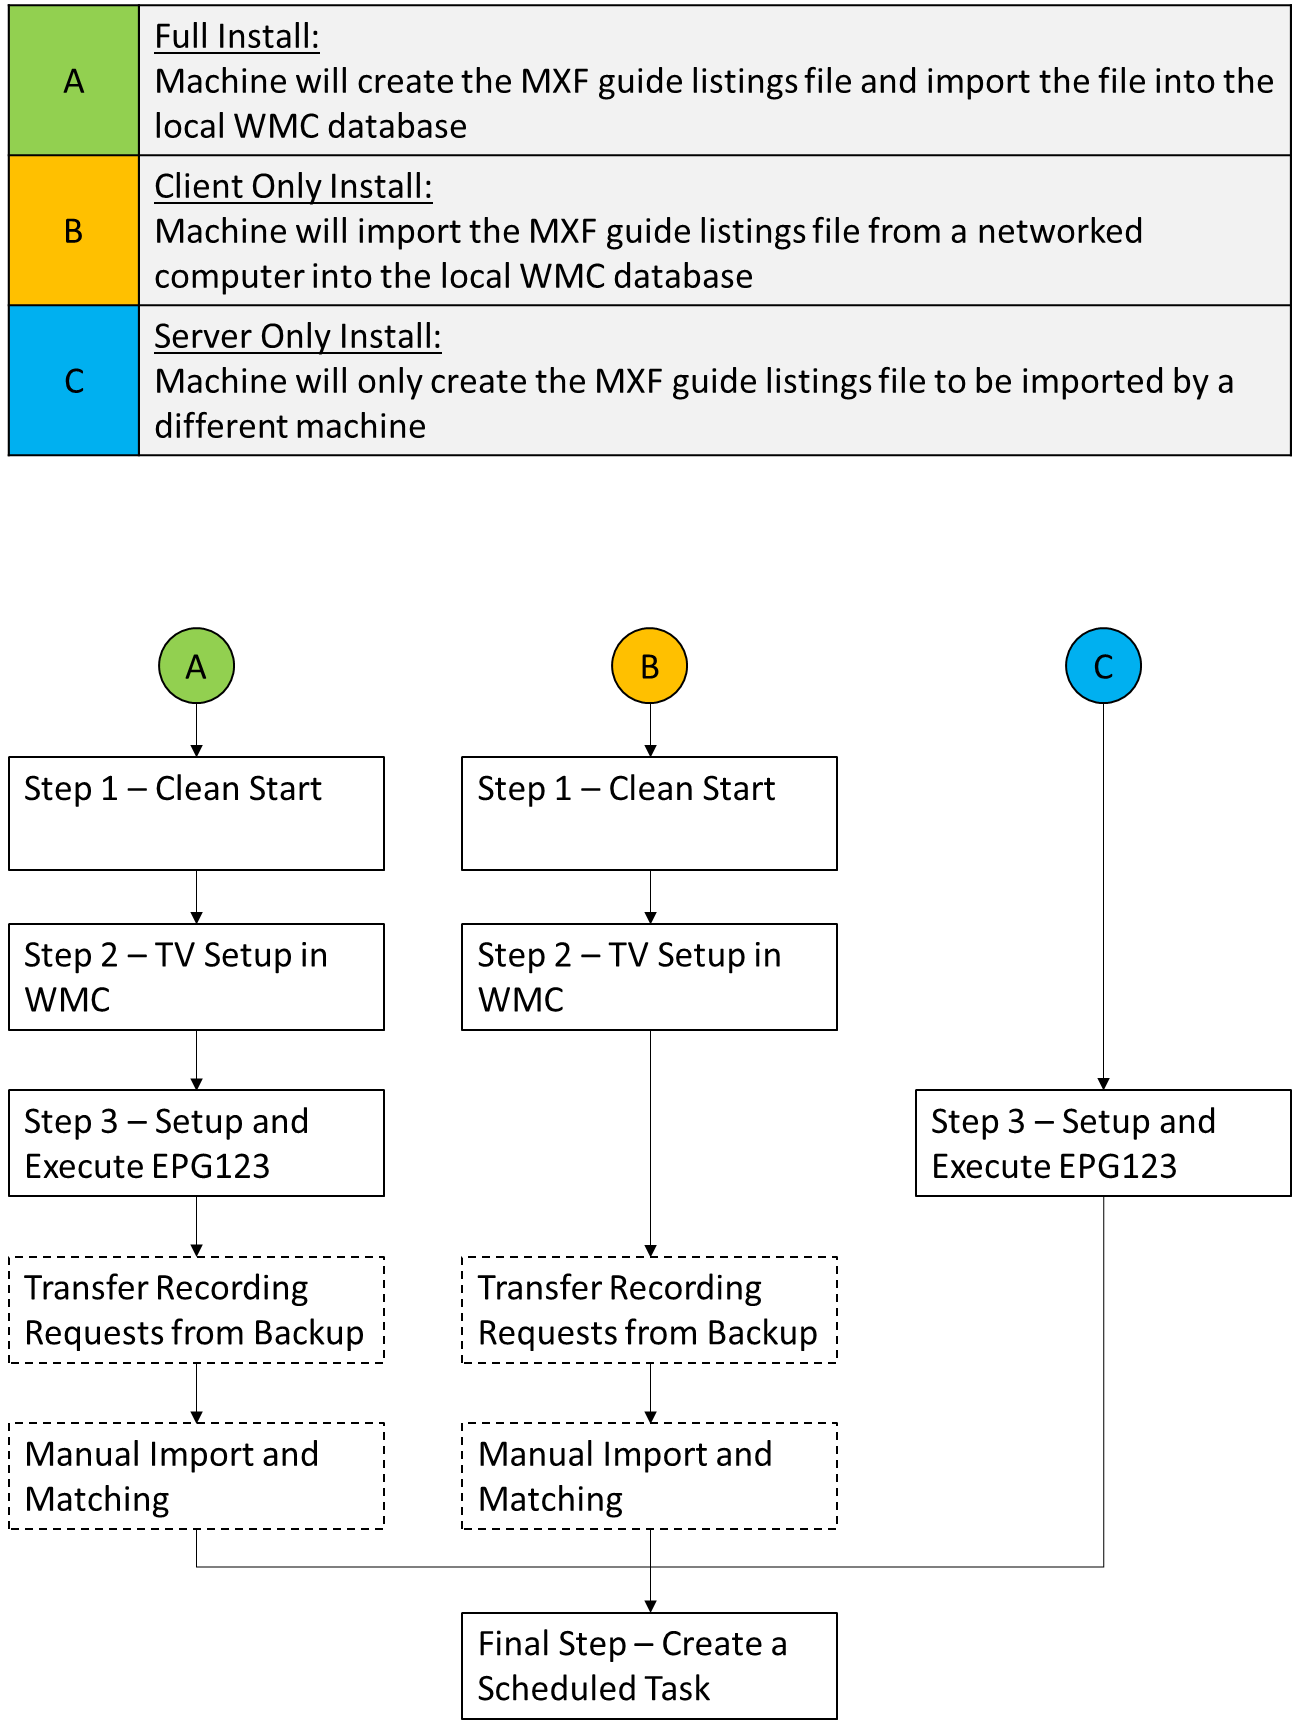 A
Full Install:
Machine will create the MXF guide listings file and import the file into the
local WMC database
B
Client Only Install:
Machine will import the MXF guide listings file from a networked
computer into the local WMC database
C
Server Only Install:
Machine will only create the MXF guide listings file to be imported by a
different machine
A
B
C
Step 1 – Clean Start
Step 1 – Clean Start
Step 2 – TV Setup in
WMC
Step 2 – TV Setup in
WMC
Step 3 – Setup and
Execute EPG123
Step 3 – Setup and
Execute EPG123
Transfer Recording
Requests from Backup
Transfer Recording
Requests from Backup
Manual Import and
Matching
Manual Import and
Matching
Final Step – Create a
Scheduled Task